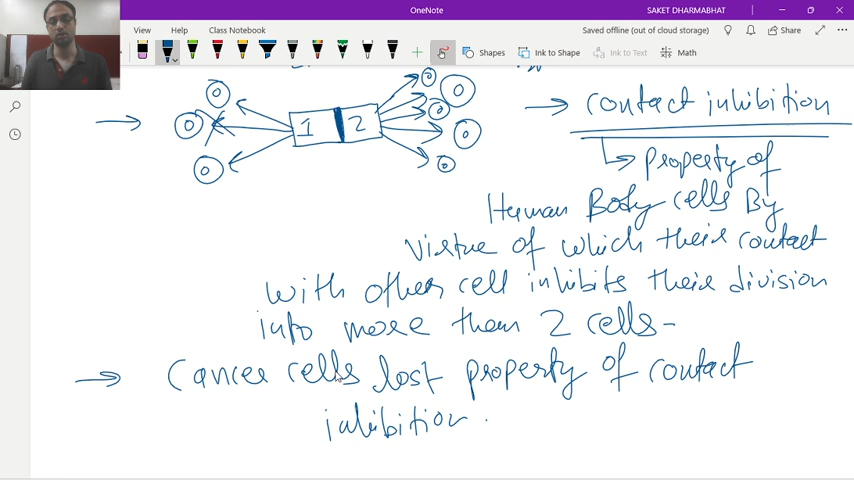 OneNote
SAKET DHARMABHAT
View Help Class Notebook
Saved offline (out of cloud storage) Share
Shapes Ink to Shape Ink to Text Math
1 2 → contact inhibition
↳ Property of
Human Body cells By
virtue of which their contact
with other cell inhibits their division
into more than 2 cells-
→ Cancer cells lost property of contact
inhibition.